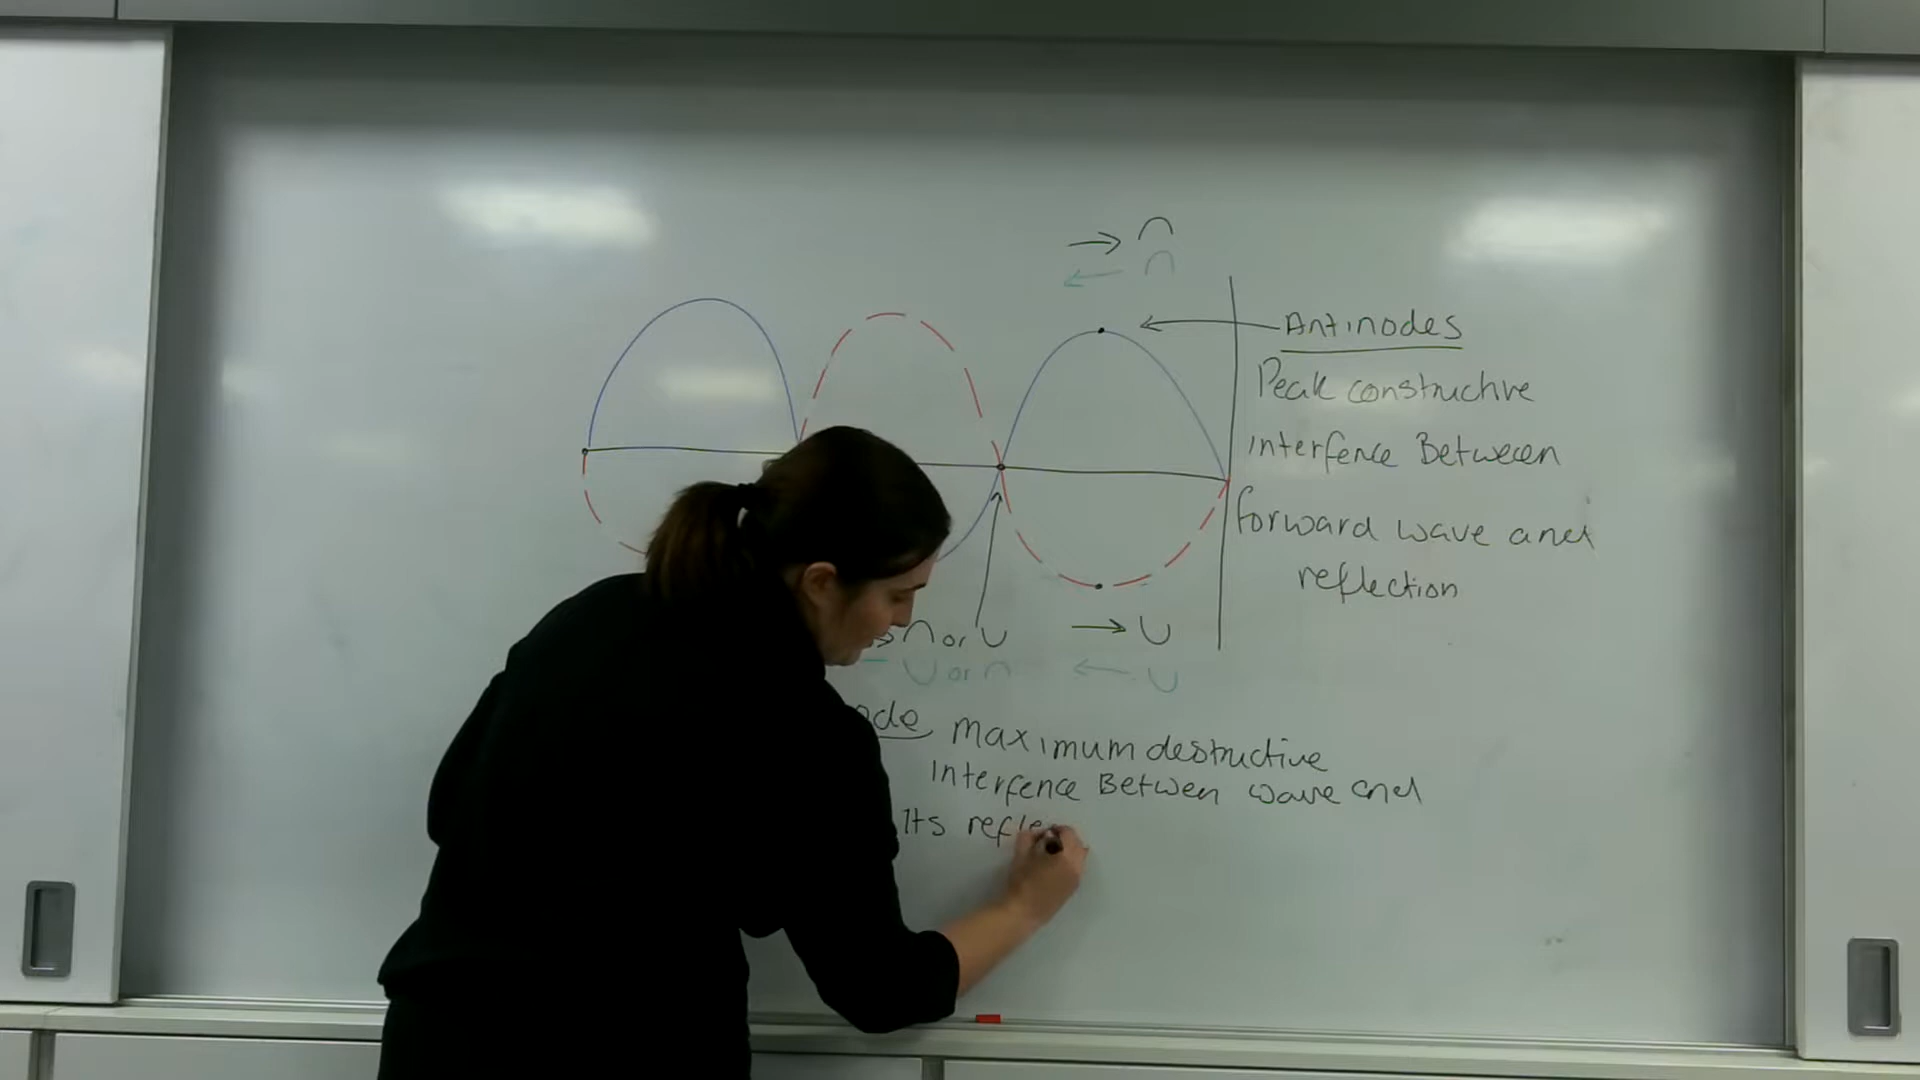 Antinodes
Peak constructive
interfence Between
forward wave and
reflection
or
or
ode maximum destructive
Interfence Between wave and
Its refle